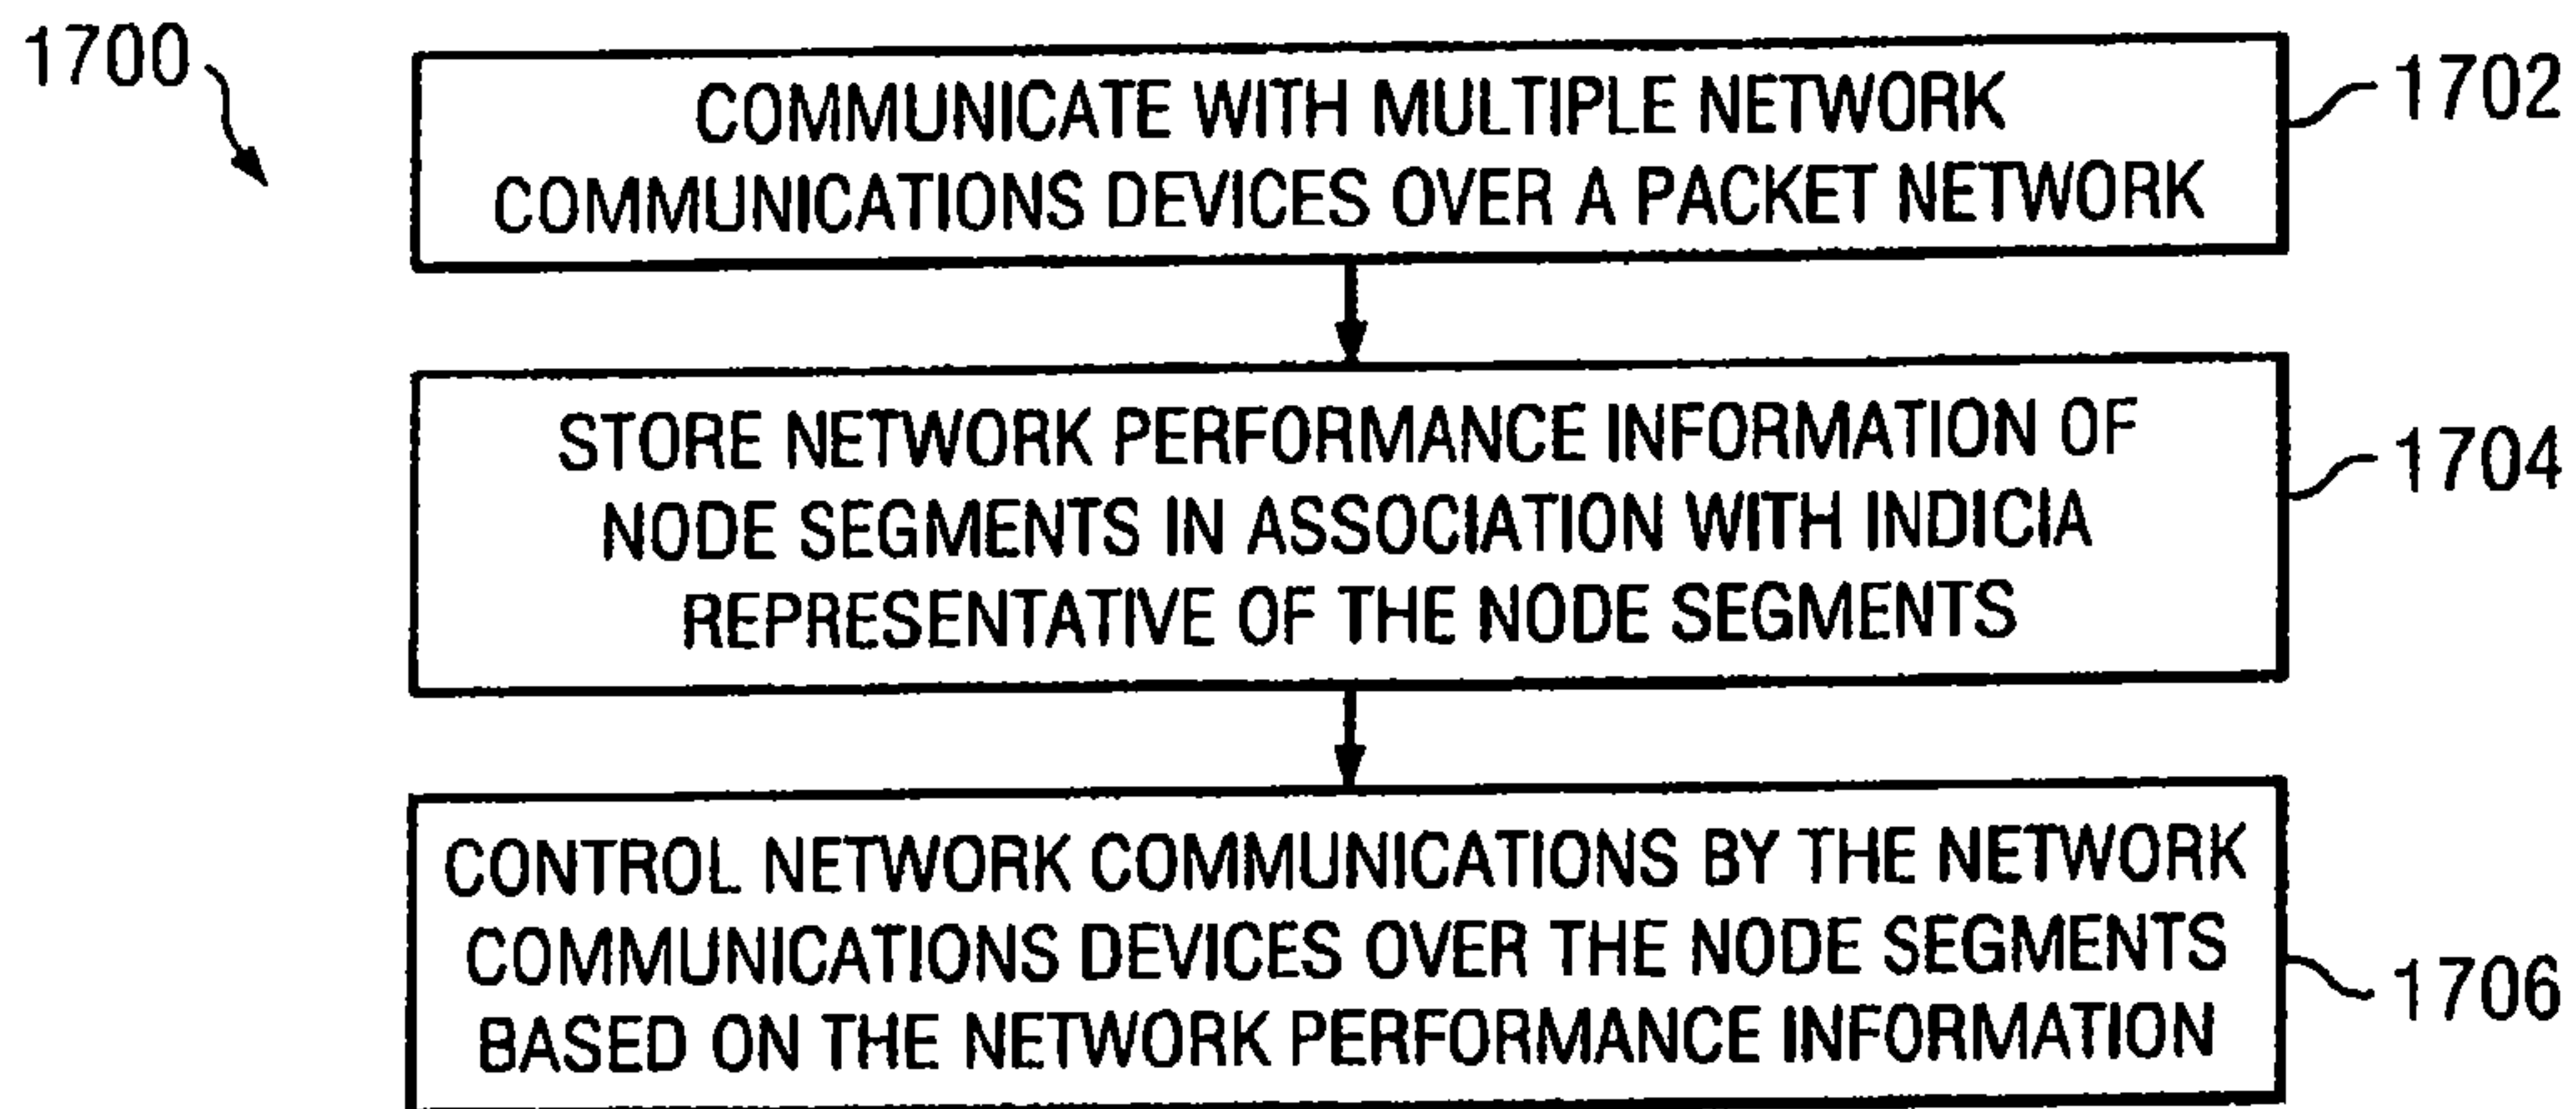 1700
COMMUNICATE WITH MULTIPLE NETWORK
COMMUNICATIONS DEVICES OVER A PACKET NETWORK
1702
STORE NETWORK PERFORMANCE INFORMATION OF
NODE SEGMENTS IN ASSOCIATION WITH INDICIA
REPRESENTATIVE OF THE NODE SEGMENTS
1704
CONTROL NETWORK COMMUNICATIONS BY THE NETWORK
COMMUNICATIONS DEVICES OVER THE NODE SEGMENTS
BASED ON THE NETWORK PERFORMANCE INFORMATION
1706